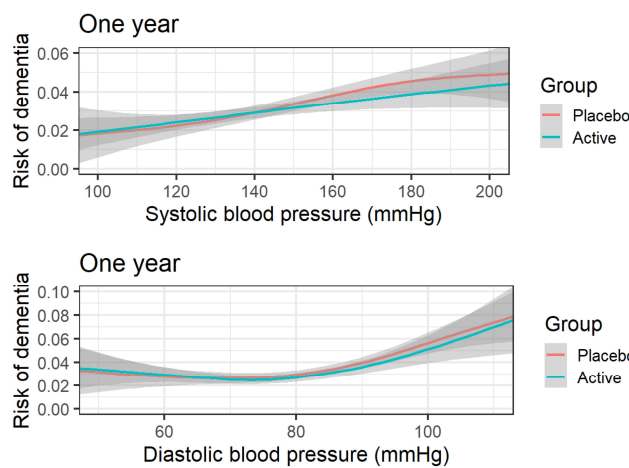 One year
Risk of dementia
0.06
0.04
0.02
0.00
100 120 140 160 180 200
Systolic blood pressure (mmHg)
Group
Placebo
Active
One year
Risk of dementia
0.10
0.08
0.06
0.04
0.02
0.00
60 80 100
Diastolic blood pressure (mmHg)
Group
Placebo
Active